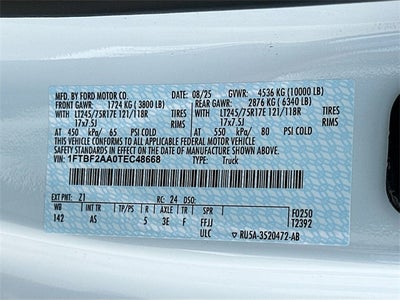 MFD. BY FORD MOTOR CO. 08/25 GVWR: 4536 KG (10000 LB)
FRONT GAWR: 1724 KG ( 3800 LB) REAR GAWR: 2876 KG ( 6340 LB)
WITH LT245/75R17E 121/118R TIRES WITH LT245/75R17E 121/118R TIRES
17x7.5J RIMS 17x7.5J RIMS
AT 450 kPa/ 65 PSI COLD AT 550 kPa/ 80 PSI COLD
THIS VEHICLE CONFORMS TO ALL APPLICABLE FEDERAL MOTOR VEHICLE SAFETY STANDARDS IN EFFECT ON THE DATE OF MANUFACTURE SHOWN ABOVE.
VIN: 1FTBF2AA0TEC48668
TYPE: Truck
EXT PNT: Z1 RC: 24 DSO:
WB INT TR TP/PS R AXLE TR SPR F0250
142 AS 5 3E F FFJJ T2392
ULC RU5A-3520472-AB